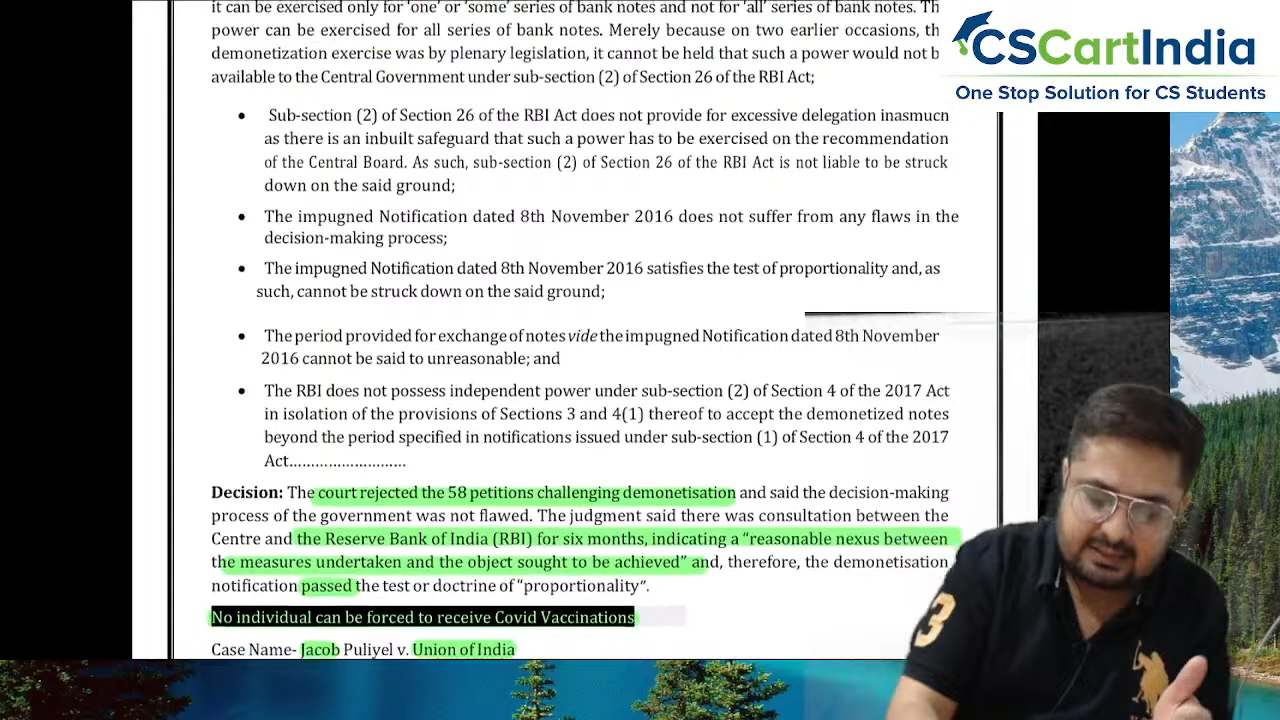 it can be exercised only for 'one' or 'some' series of bank notes and not for 'all' series of bank notes. Th
power can be exercised for all series of bank notes. Merely because on two earlier occasions, th
demonetization exercise was by plenary legislation, it cannot be held that such a power would not b
available to the Central Government under sub-section (2) of Section 26 of the RBI Act;
CSCartIndia
One Stop Solution for CS Students
• Sub-section (2) of Section 26 of the RBI Act does not provide for excessive delegation inasmuch
as there is an inbuilt safeguard that such a power has to be exercised on the recommendation
of the Central Board. As such, sub-section (2) of Section 26 of the RBI Act is not liable to be struck
down on the said ground;
• The impugned Notification dated 8th November 2016 does not suffer from any flaws in the
decision-making process;
• The impugned Notification dated 8th November 2016 satisfies the test of proportionality and, as
such, cannot be struck down on the said ground;
• The period provided for exchange of notes vide the impugned Notification dated 8th November
2016 cannot be said to unreasonable; and
• The RBI does not possess independent power under sub-section (2) of Section 4 of the 2017 Act
in isolation of the provisions of Sections 3 and 4(1) thereof to accept the demonetized notes
beyond the period specified in notifications issued under sub-section (1) of Section 4 of the 2017
Act...........................
Decision: The court rejected the 58 petitions challenging demonetisation and said the decision-making
process of the government was not flawed. The judgment said there was consultation between the
Centre and the Reserve Bank of India (RBI) for six months, indicating a "reasonable nexus between
the measures undertaken and the object sought to be achieved" and, therefore, the demonetisation
notification passed the test or doctrine of "proportionality".
No individual can be forced to receive Covid Vaccinations
Case Name- Jacob Puliyel v. Union of India
3